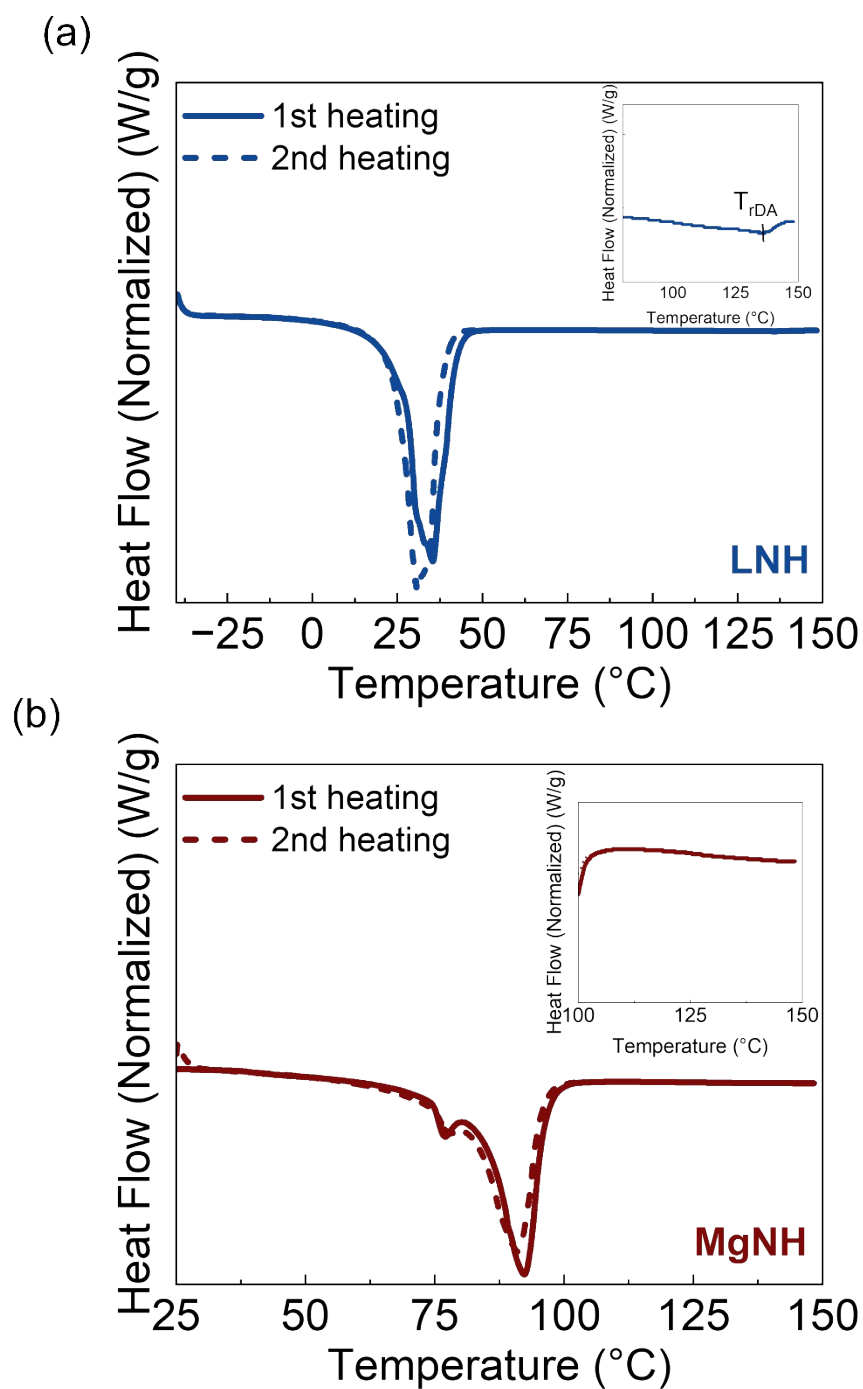 (a)
Heat Flow (Normalized) (W/g)
1st heating
2nd heating
Heat Flow (Normalized) (W/g)
TrDA
100 125 150
Temperature (°C)
LNH
−25 0 25 50 75 100 125 150
Temperature (°C)
(b)
Heat Flow (Normalized) (W/g)
1st heating
2nd heating
Heat Flow (Normalized) (W/g)
100 125 150
Temperature (°C)
MgNH
25 50 75 100 150
Temperature (°C)